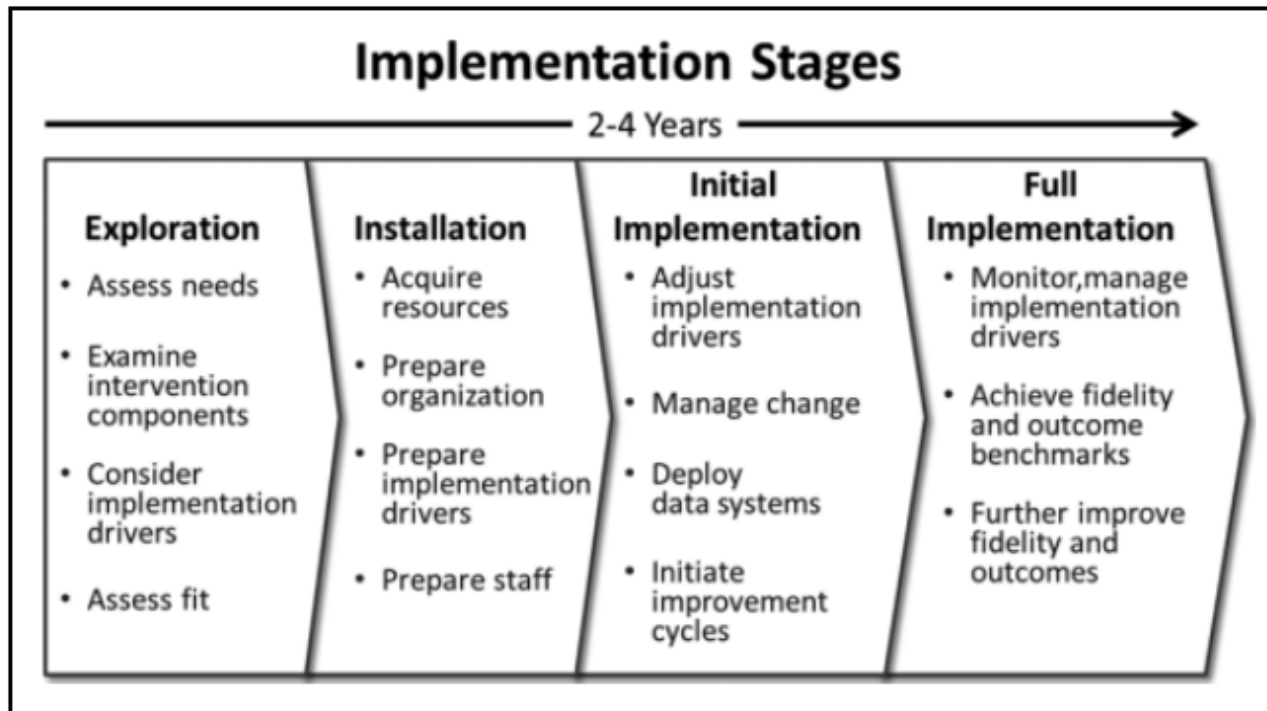 Implementation Stages
2-4 Years
Exploration
• Assess needs
• Examine
intervention
components
• Consider
implementation
drivers
• Assess fit
Installation
• Acquire
resources
• Prepare
organization
• Prepare
implementation
drivers
• Prepare staff
Initial
Implementation
• Adjust
implementation
drivers
• Manage change
• Deploy
data systems
• Initiate
improvement
cycles
Full
Implementation
• Monitor,manage
implementation
drivers
• Achieve fidelity
and outcome
benchmarks
• Further improve
fidelity and
outcomes